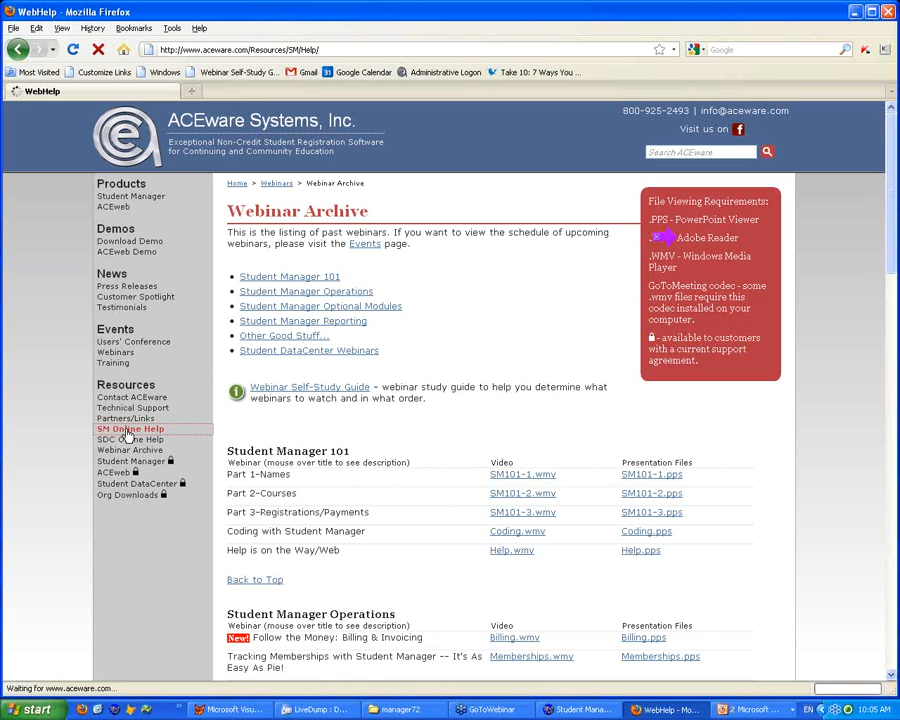 WebHelp - Mozilla Firefox
File Edit View History Bookmarks Tools Help
http://www.aceware.com/Resources/SM/Help/
Google
Most Visited Customize Links Windows Webinar Self-Study G... Gmail 31 Google Calendar Administrative Logon Take 10: 7 Ways You ...
WebHelp
ACEware Systems, Inc.
Exceptional Non-Credit Student Registration Software
for Continuing and Community Education
800-925-2493 | info@aceware.com
Visit us on f
Search ACEware
Products
Student Manager
ACEweb
Demos
Download Demo
ACEweb Demo
News
Press Releases
Customer Spotlight
Testimonials
Events
Users' Conference
Webinars
Training
Resources
Contact ACEware
Technical Support
Partners/Links
SM Online Help
SDC Online Help
Webinar Archive
Student Manager
ACEweb
Student DataCenter
Org Downloads
Home > Webinars > Webinar Archive
Webinar Archive
This is the listing of past webinars. If you want to view the schedule of upcoming
webinars, please visit the Events page.
Student Manager 101
Student Manager Operations
Student Manager Optional Modules
Student Manager Reporting
Other Good Stuff...
Student DataCenter Webinars
Webinar Self-Study Guide – webinar study guide to help you determine what
webinars to watch and in what order.
File Viewing Requirements:
.PPS - PowerPoint Viewer
Adobe Reader
.WMV - Windows Media
Player
GoToMeeting codec - some
.wmv files require this
codec installed on your
computer.
- available to customers
with a current support
agreement.
Student Manager 101
Webinar (mouse over title to see description) Video Presentation Files
Part 1-Names SM101-1.wmv SM101-1.pps
Part 2-Courses SM101-2.wmv SM101-2.pps
Part 3-Registrations/Payments SM101-3.wmv SM101-3.pps
Coding with Student Manager Coding.wmv Coding.pps
Help is on the Way/Web Help.wmv Help.pps
Back to Top
Student Manager Operations
Webinar (mouse over title to see description) Video Presentation Files
New! Follow the Money: Billing & Invoicing Billing.wmv Billing.pps
Tracking Memberships with Student Manager -- It's As Memberships.wmv Memberships.pps
Easy As Pie!
Waiting for www.aceware.com...
start Microsoft Visu... LiveDump : D... manager72 GoToWebinar Student Mana... WebHelp - Mo... 2 Microsoft ... EN 10:05 AM